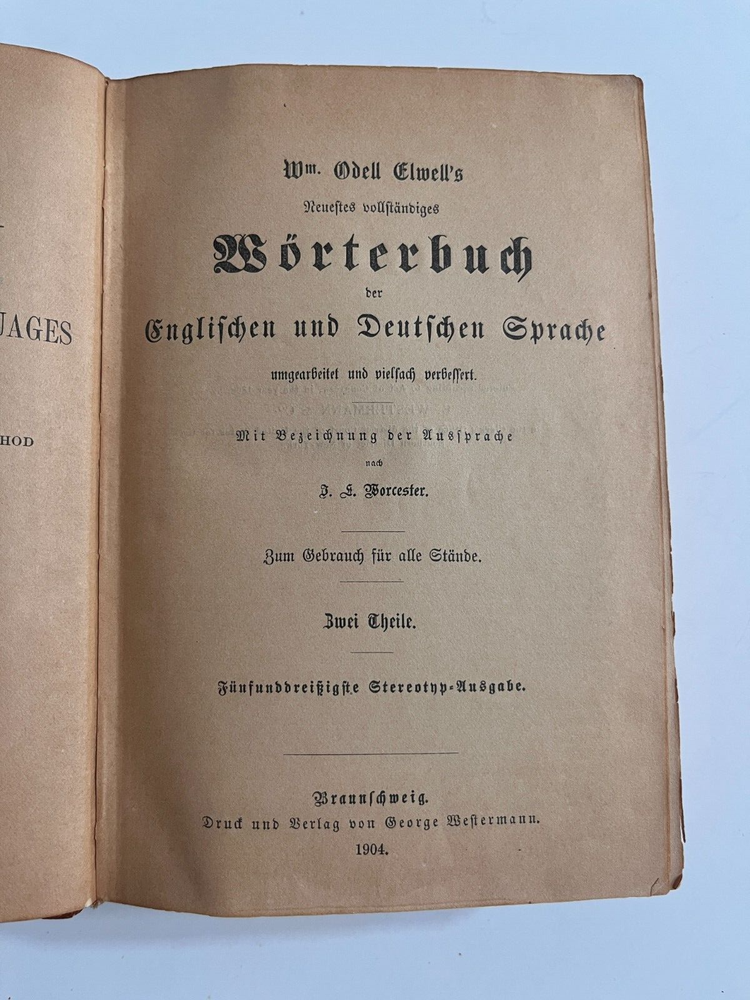 UAGES
HOD
Wm. Odell Elwell's
Neuestes vollständiges
Wörterbuch
der
Englischen und Deutschen Sprache
umgearbeitet und vielfach verbessert.
Mit Bezeichnung der Aussprache
nach
J. E. Worcester.
Zum Gebrauch für alle Stände.
Zwei Theile.
Fünfunddreißigste Stereotyp-Ausgabe.
Braunschweig.
Druck und Verlag von George Westermann.
1904.